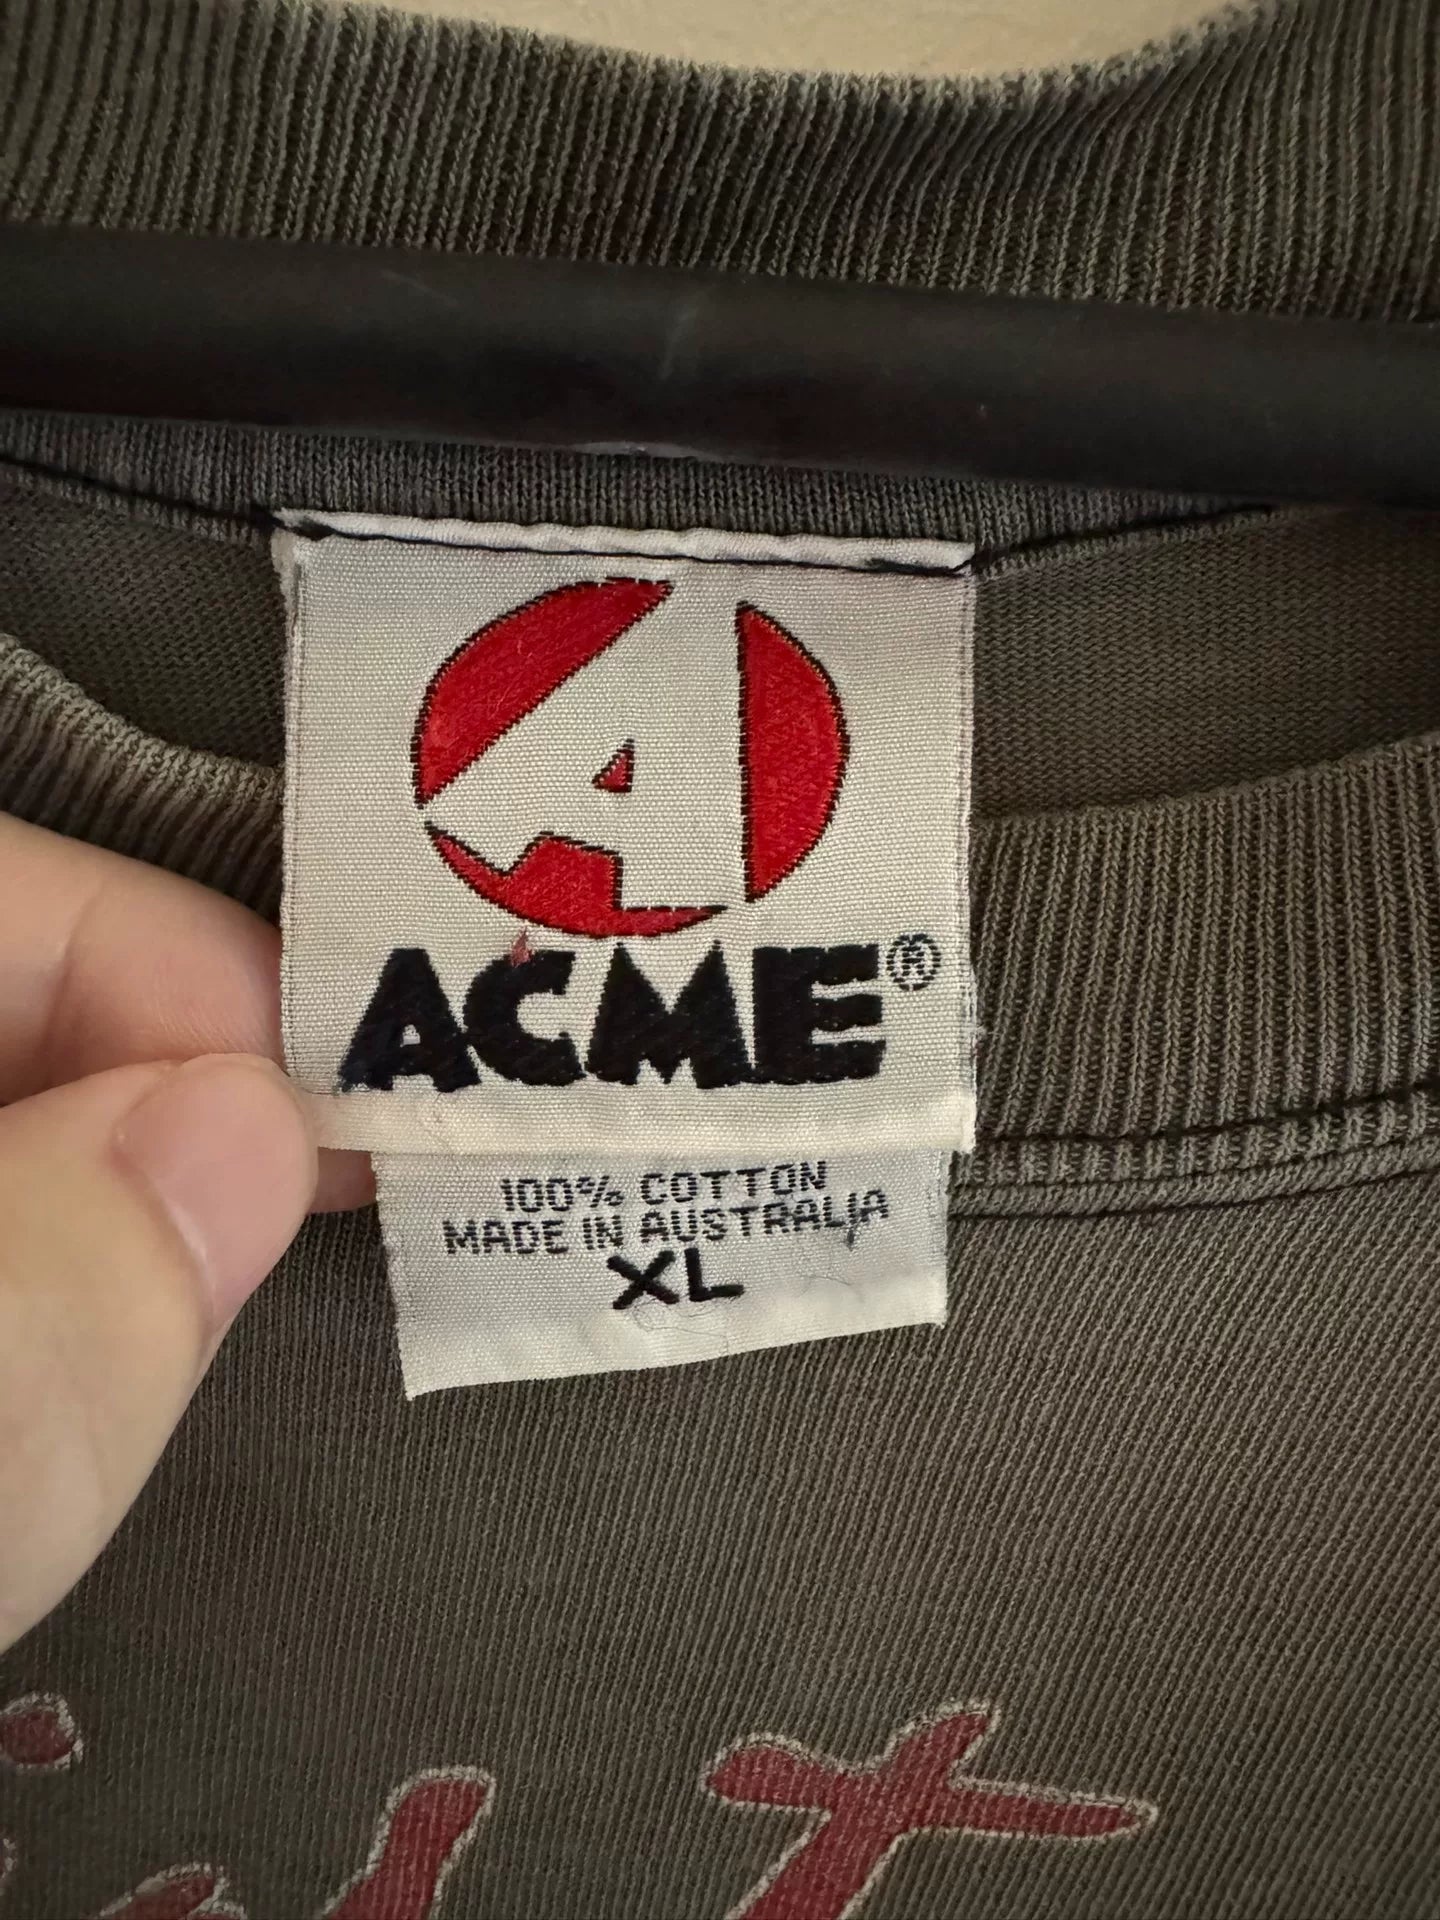 A
ACME®
100% COTTON
MADE IN AUSTRALIA
XL